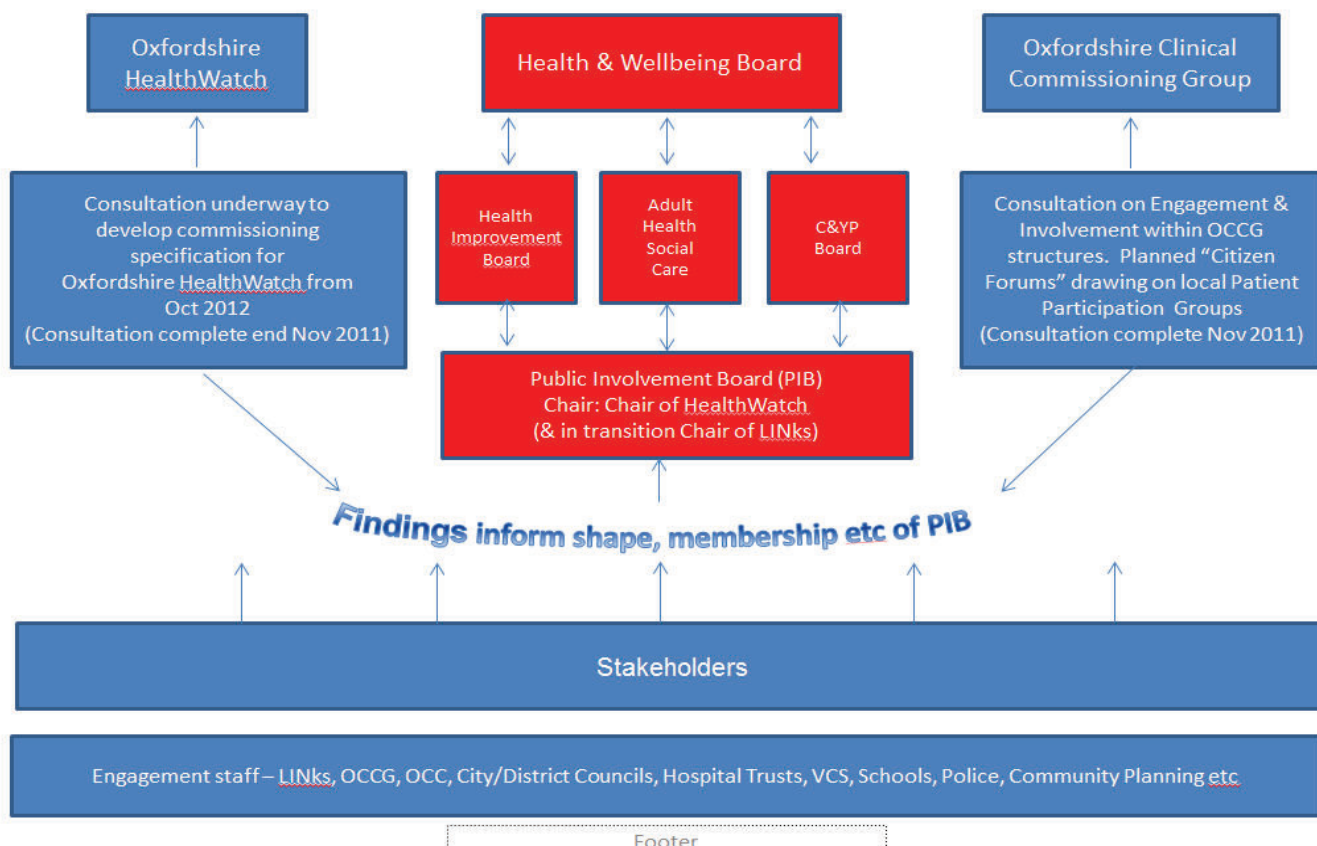 Oxfordshire
HealthWatch
Health & Wellbeing Board
Oxfordshire Clinical
Commissioning Group
Consultation underway to
develop commissioning
specification for
Oxfordshire HealthWatch from
Oct 2012
(Consultation complete end Nov 2011)
Health
Improvement
Board
Adult
Health
Social
Care
C&YP
Board
Consultation on Engagement &
Involvement within OCCG
structures. Planned “Citizen
Forums” drawing on local Patient
Participation Groups
(Consultation complete Nov 2011)
Public Involvement Board (PIB)
Chair: Chair of HealthWatch
(& in transition Chair of LINks)
Findings inform shape, membership etc of PIB
Stakeholders
Engagement staff – LINks, OCCG, OCC, City/District Councils, Hospital Trusts, VCS, Schools, Police, Community Planning etc
Footer